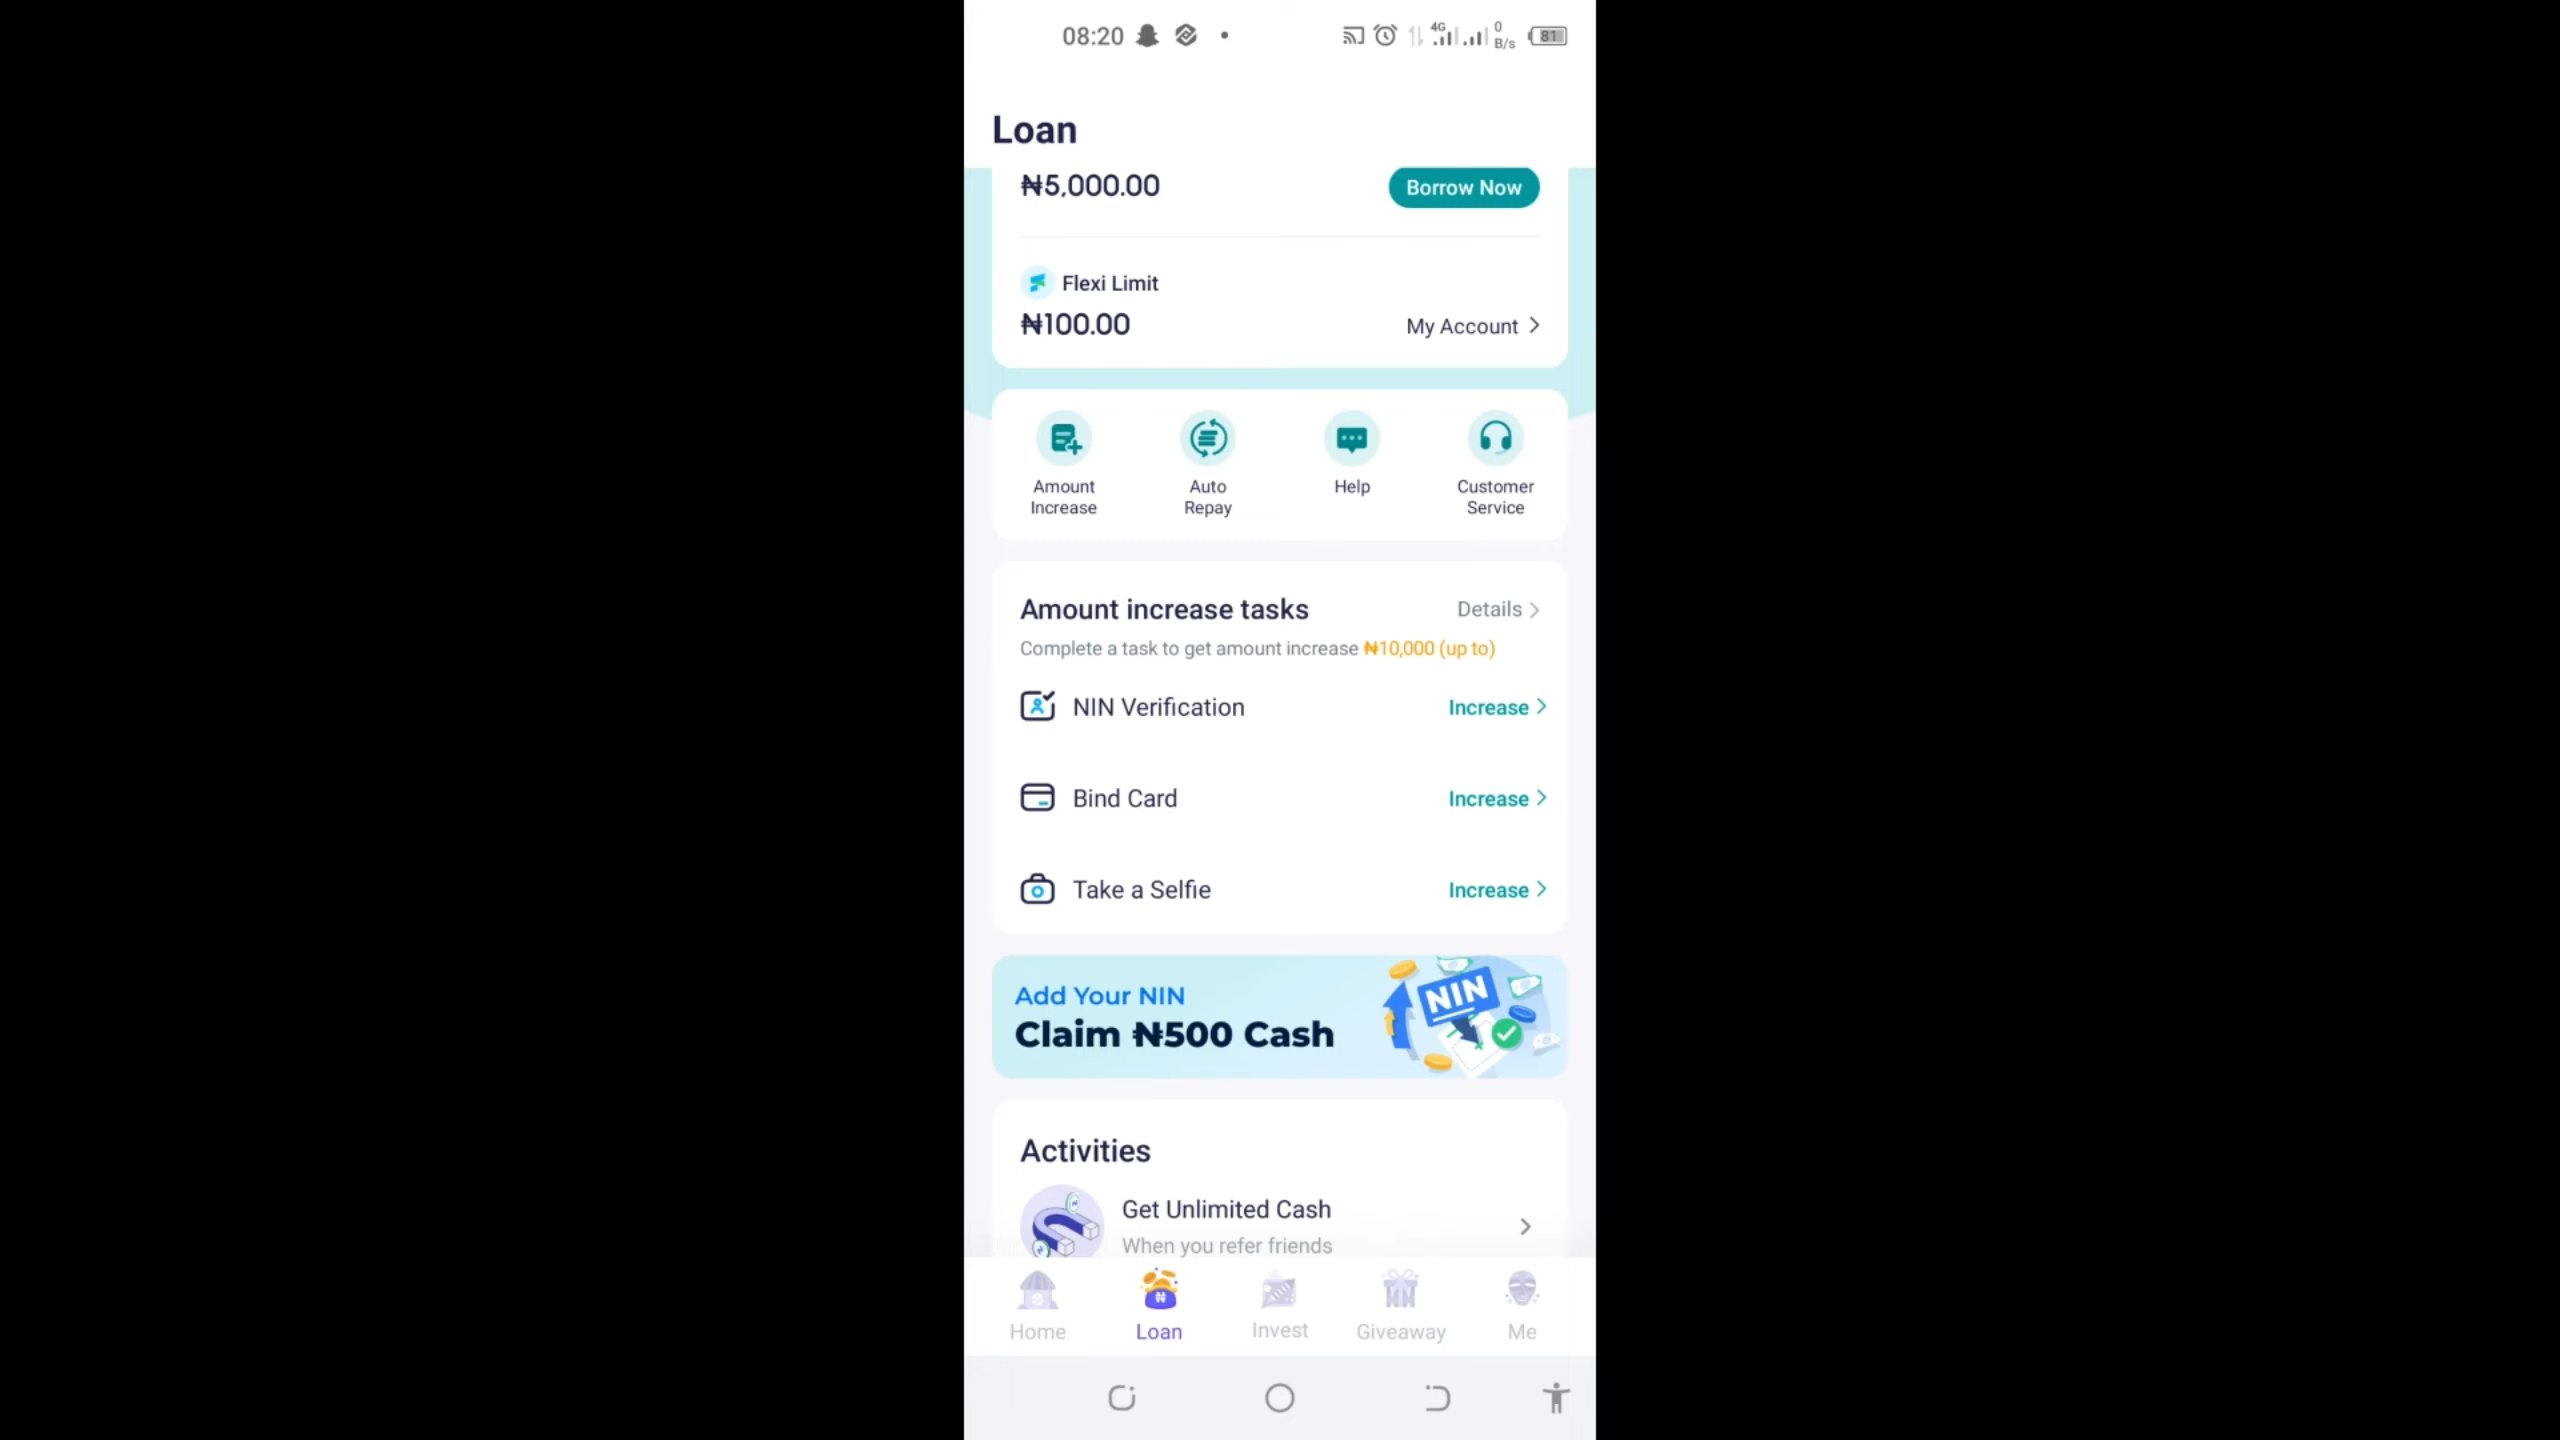 08:20
4G
0
B/s
81
Loan
₦5,000.00
Borrow Now
Flexi Limit
₦100.00
My Account
Amount
Increase
Auto
Repay
Help
Customer
Service
Amount increase tasks
Details
Complete a task to get amount increase ₦10,000 (up to)
NIN Verification
Increase
Bind Card
Increase
Take a Selfie
Increase
Add Your NIN
Claim ₦500 Cash
NIN
Activities
Get Unlimited Cash
When you refer friends
Home
Loan
Invest
Giveaway
Me